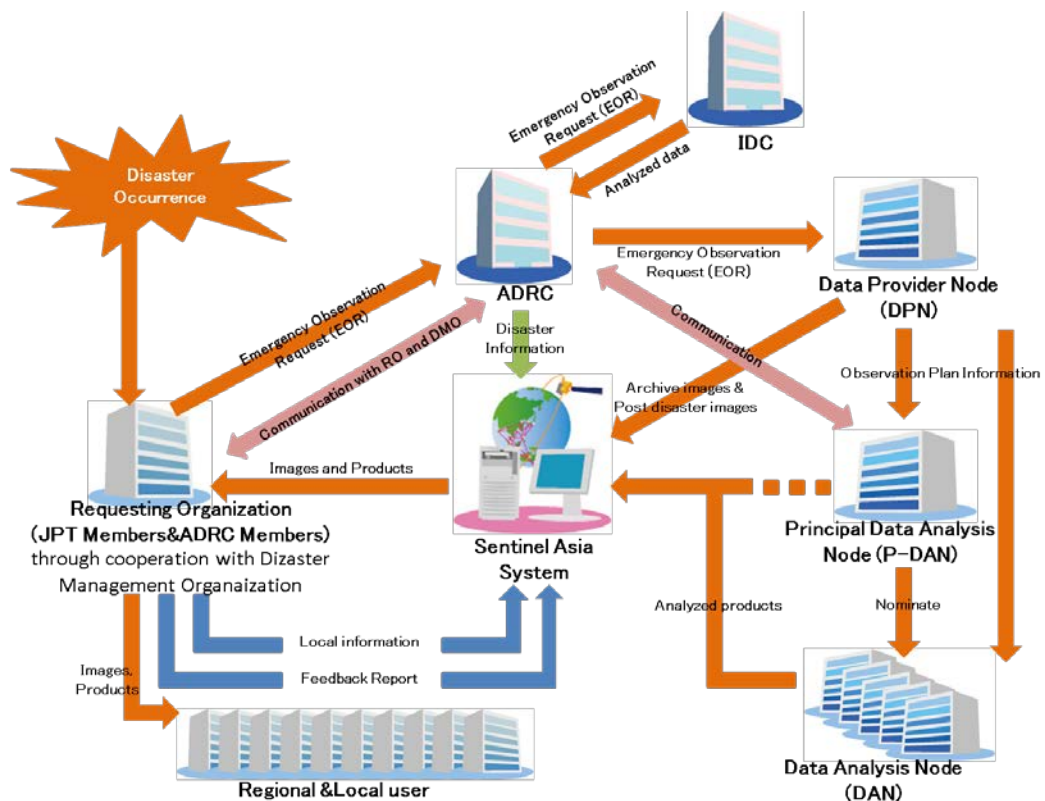 Emergency Observation
Request (EOR)
IDC
Analyzed data
Disaster
Occurrence
ADRC
Emergency Observation
Request (EOR)
Data Provider Node
(DPN)
Emergency Observation
Request (EOR)
Communication with RO and DMO
Disaster
Information
Communication
Archive images &
Post disaster images
Observation Plan Information
Images and Products
Requesting Organization
(JPT Members&ADRC Members)
through cooperation with Dizaster
Management Organaization
Sentinel Asia
System
Principal Data Analysis
Node (P-DAN)
Analyzed products
Nominate
Local information
Feedback Report
Images,
Products
Regional &Local user
Data Analysis Node
(DAN)